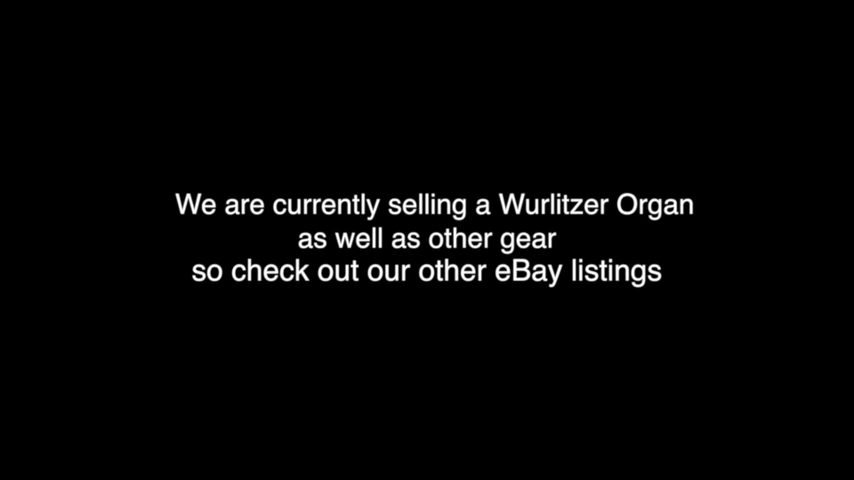 We are currently selling a Wurlitzer Organ
as well as other gear
so check out our other eBay listings